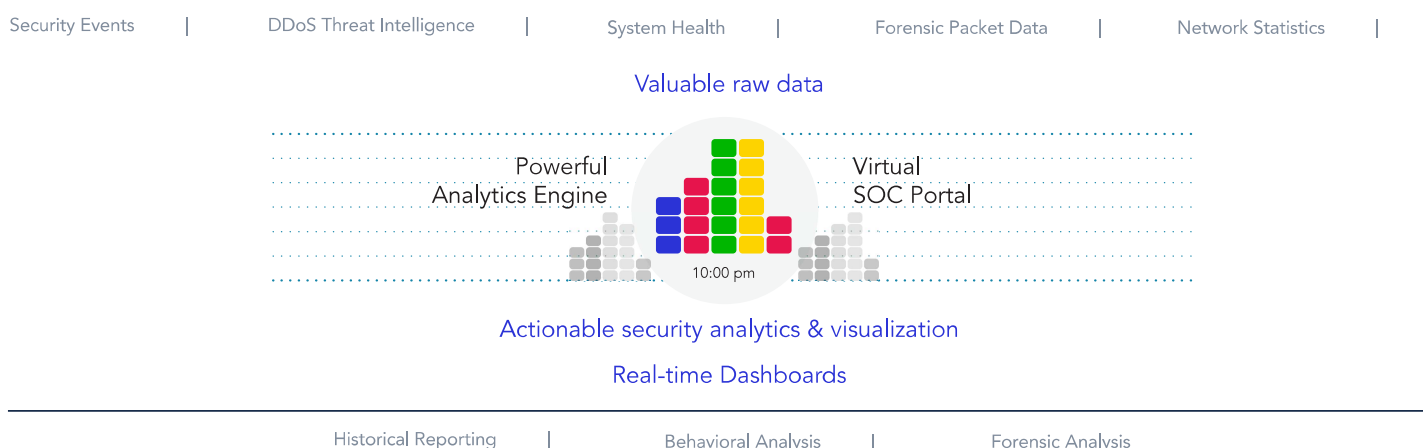 Security Events | DDoS Threat Intelligence | System Health | Forensic Packet Data | Network Statistics |
Valuable raw data
Powerful
Analytics Engine
Virtual
SOC Portal
10:00 pm
Actionable security analytics & visualization
Real-time Dashboards
Historical Reporting | Behavioral Analysis | Forensic Analysis